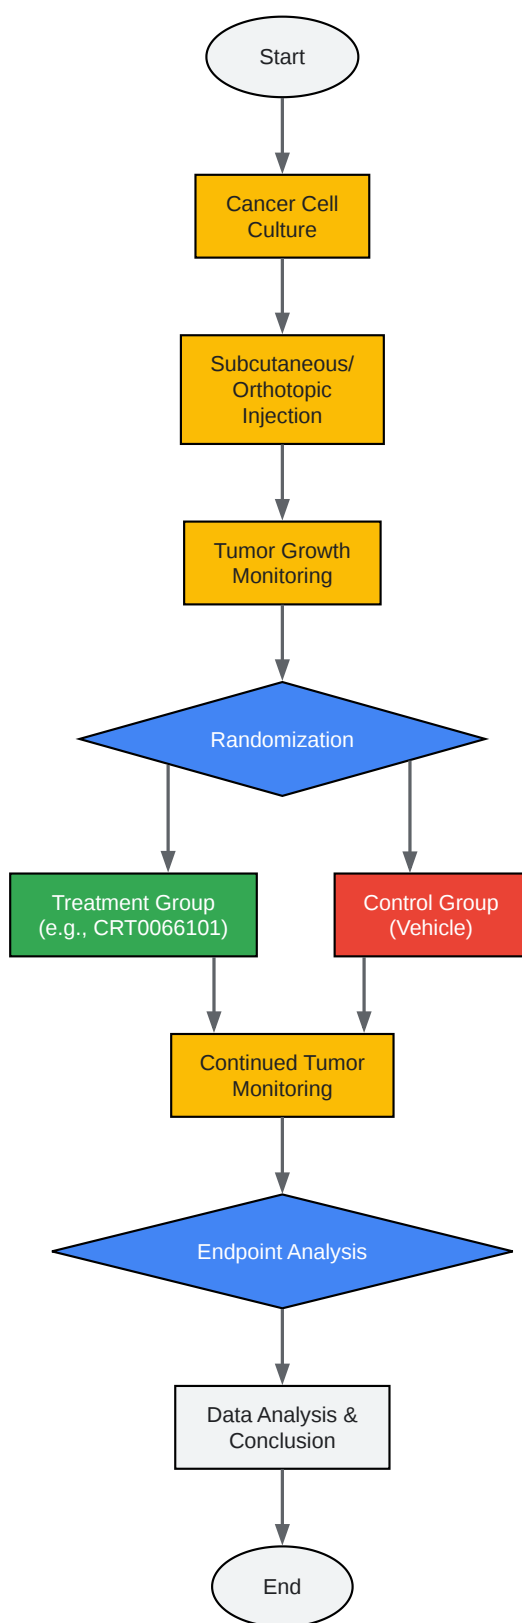 Start
Cancer Cell
Culture
Subcutaneous/
Orthotopic
Injection
Tumor Growth
Monitoring
Randomization
Treatment Group
(e.g., CRT0066101)
Control Group
(Vehicle)
Continued Tumor
Monitoring
Endpoint Analysis
Data Analysis &
Conclusion
End